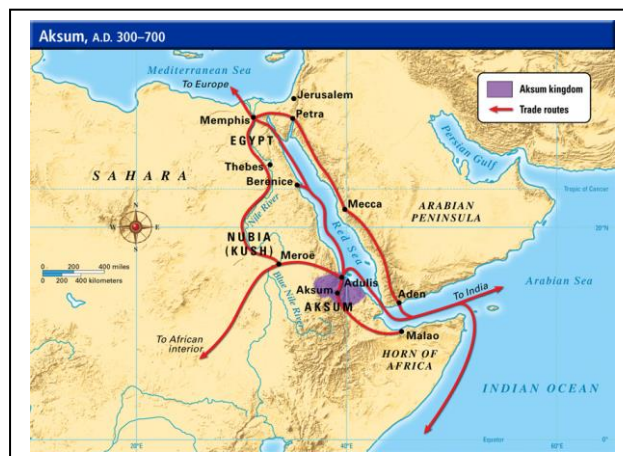 Aksum, A.D. 300–700
Mediterranean Sea
To Europe
Jerusalem
Memphis
Petra
EGYPT
Aksum kingdom
Trade routes
Persian Gulf
Thebes
Berenice
SAHARA
Nile River
Mecca
ARABIAN
PENINSULA
Tropic of Cancer
20°N
Red Sea
NUBIA
(KUSH)
Meroë
N
W
E
S
0 200 400 miles
0 200 400 kilometers
Blue Nile River
Adulis
Aksum
AKSUM
Aden
To India
Arabian Sea
Malao
HORN OF
AFRICA
To African
interior
INDIAN OCEAN
20°E
40°E
Equator
60°E
0°